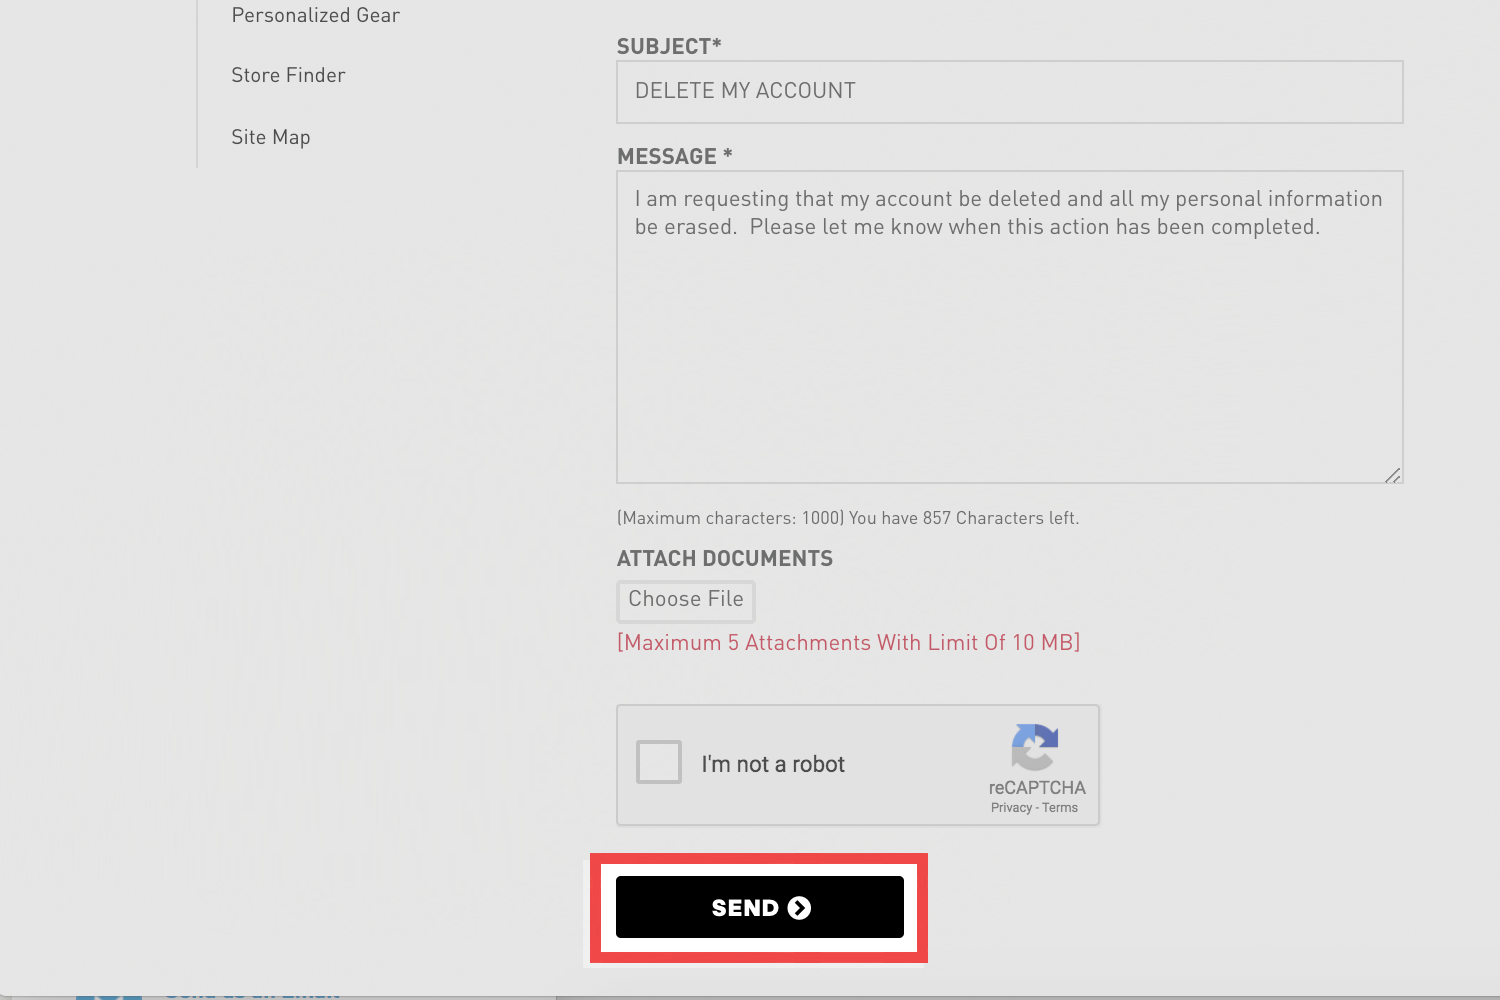 Personalized Gear
Store Finder
Site Map
SUBJECT*
DELETE MY ACCOUNT
MESSAGE *
I am requesting that my account be deleted and all my personal information
be erased.  Please let me know when this action has been completed.
(Maximum characters: 1000) You have 857 Characters left.
ATTACH DOCUMENTS
Choose File
[Maximum 5 Attachments With Limit Of 10 MB]
I'm not a robot
reCAPTCHA
Privacy - Terms
SEND